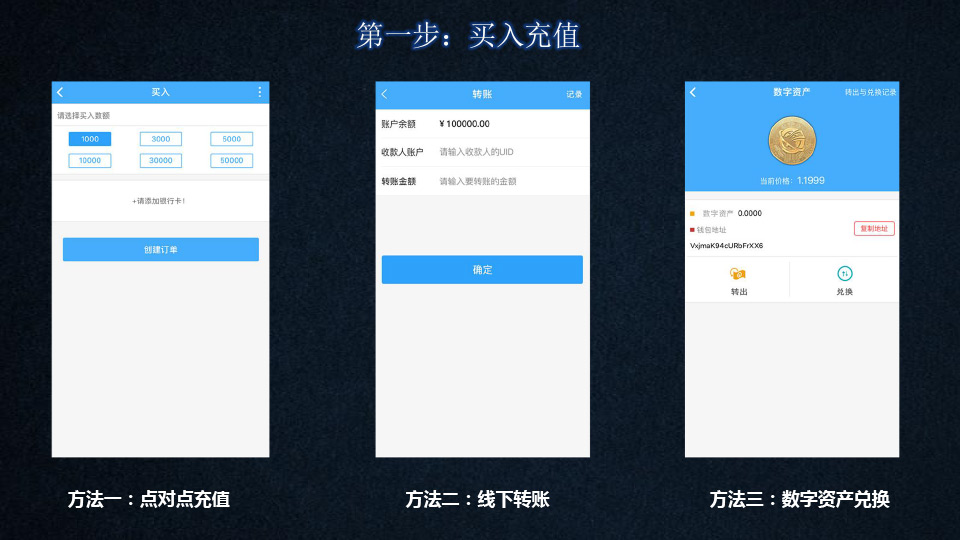 第一步：买入充值
买入
请选择买入数额
1000 3000 5000
10000 30000 50000
+请添加银行卡!
创建订单
转账 记录
账户余额 ¥100000.00
收款人账户 请输入收款人的UID
转账金额 请输入要转账的金额
确定
数字资产 转出与兑换记录
当前价格：1.1999
数字资产 0.0000
钱包地址 复制地址
VxjmaK94cURbFrXX6
转出 兑换
方法一：点对点充值
方法二：线下转账
方法三：数字资产兑换